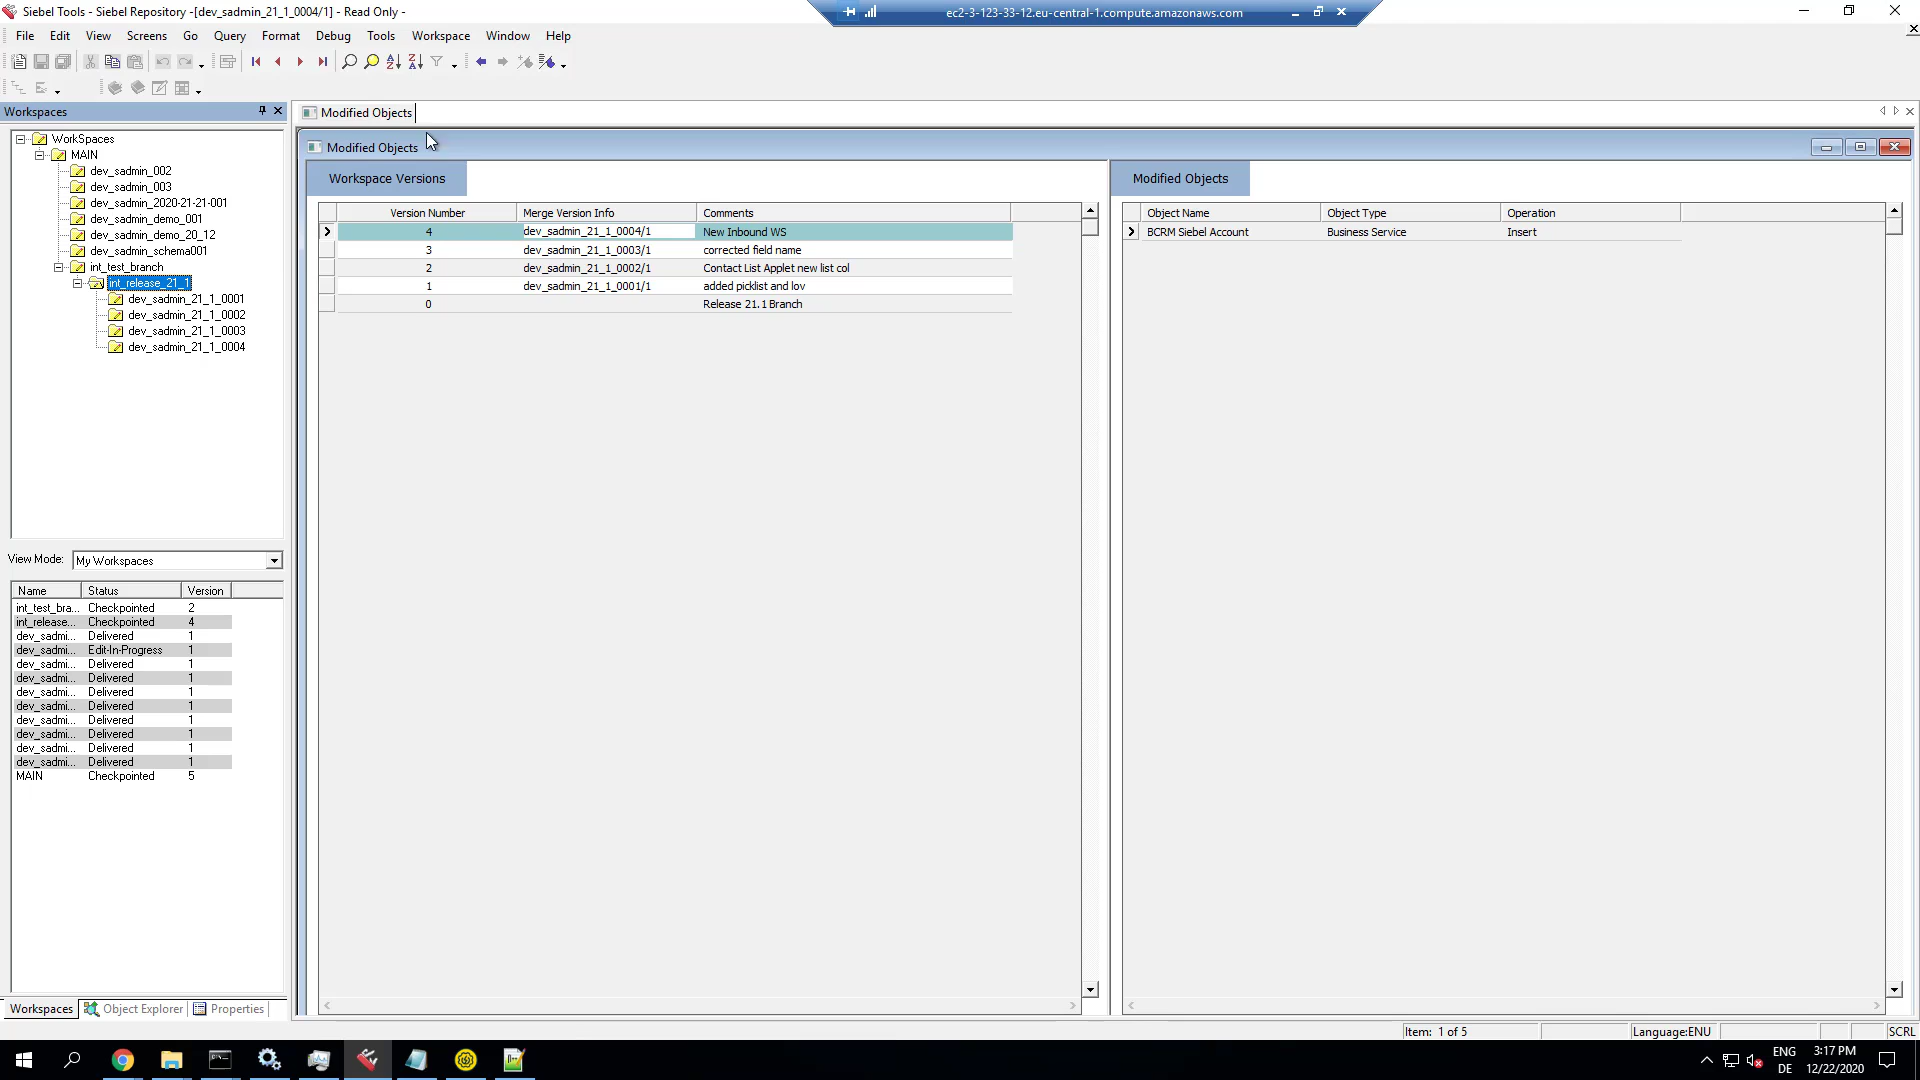 Siebel Tools - Siebel Repository -[dev_sadmin_21_1_0004/1] - Read Only -
ec2-3-123-33-12.eu-central-1.compute.amazonaws.com
File Edit View Screens Go Query Format Debug Tools Workspace Window Help
Workspaces
Modified Objects
WorkSpaces
MAIN
dev_sadmin_002
dev_sadmin_003
dev_sadmin_2020-21-21-001
dev_sadmin_demo_001
dev_sadmin_demo_20_12
dev_sadmin_schema001
int_test_branch
int_release_21_1
dev_sadmin_21_1_0001
dev_sadmin_21_1_0002
dev_sadmin_21_1_0003
dev_sadmin_21_1_0004
View Mode: My Workspaces
Name Status Version
int_test_bra... Checkpointed 2
int_release... Checkpointed 4
dev_sadmi... Delivered 1
dev_sadmi... Edit-In-Progress 1
dev_sadmi... Delivered 1
dev_sadmi... Delivered 1
dev_sadmi... Delivered 1
dev_sadmi... Delivered 1
dev_sadmi... Delivered 1
dev_sadmi... Delivered 1
dev_sadmi... Delivered 1
dev_sadmi... Delivered 1
MAIN Checkpointed 5
Workspaces Object Explorer Properties
Modified Objects
Workspace Versions
Version Number Merge Version Info Comments
4 dev_sadmin_21_1_0004/1 New Inbound WS
3 dev_sadmin_21_1_0003/1 corrected field name
2 dev_sadmin_21_1_0002/1 Contact List Applet new list col
1 dev_sadmin_21_1_0001/1 added picklist and lov
0 Release 21.1 Branch
Modified Objects
Object Name Object Type Operation
BCRM Siebel Account Business Service Insert
Item: 1 of 5
Language:ENU
SCRL
ENG
DE
3:17 PM
12/22/2020